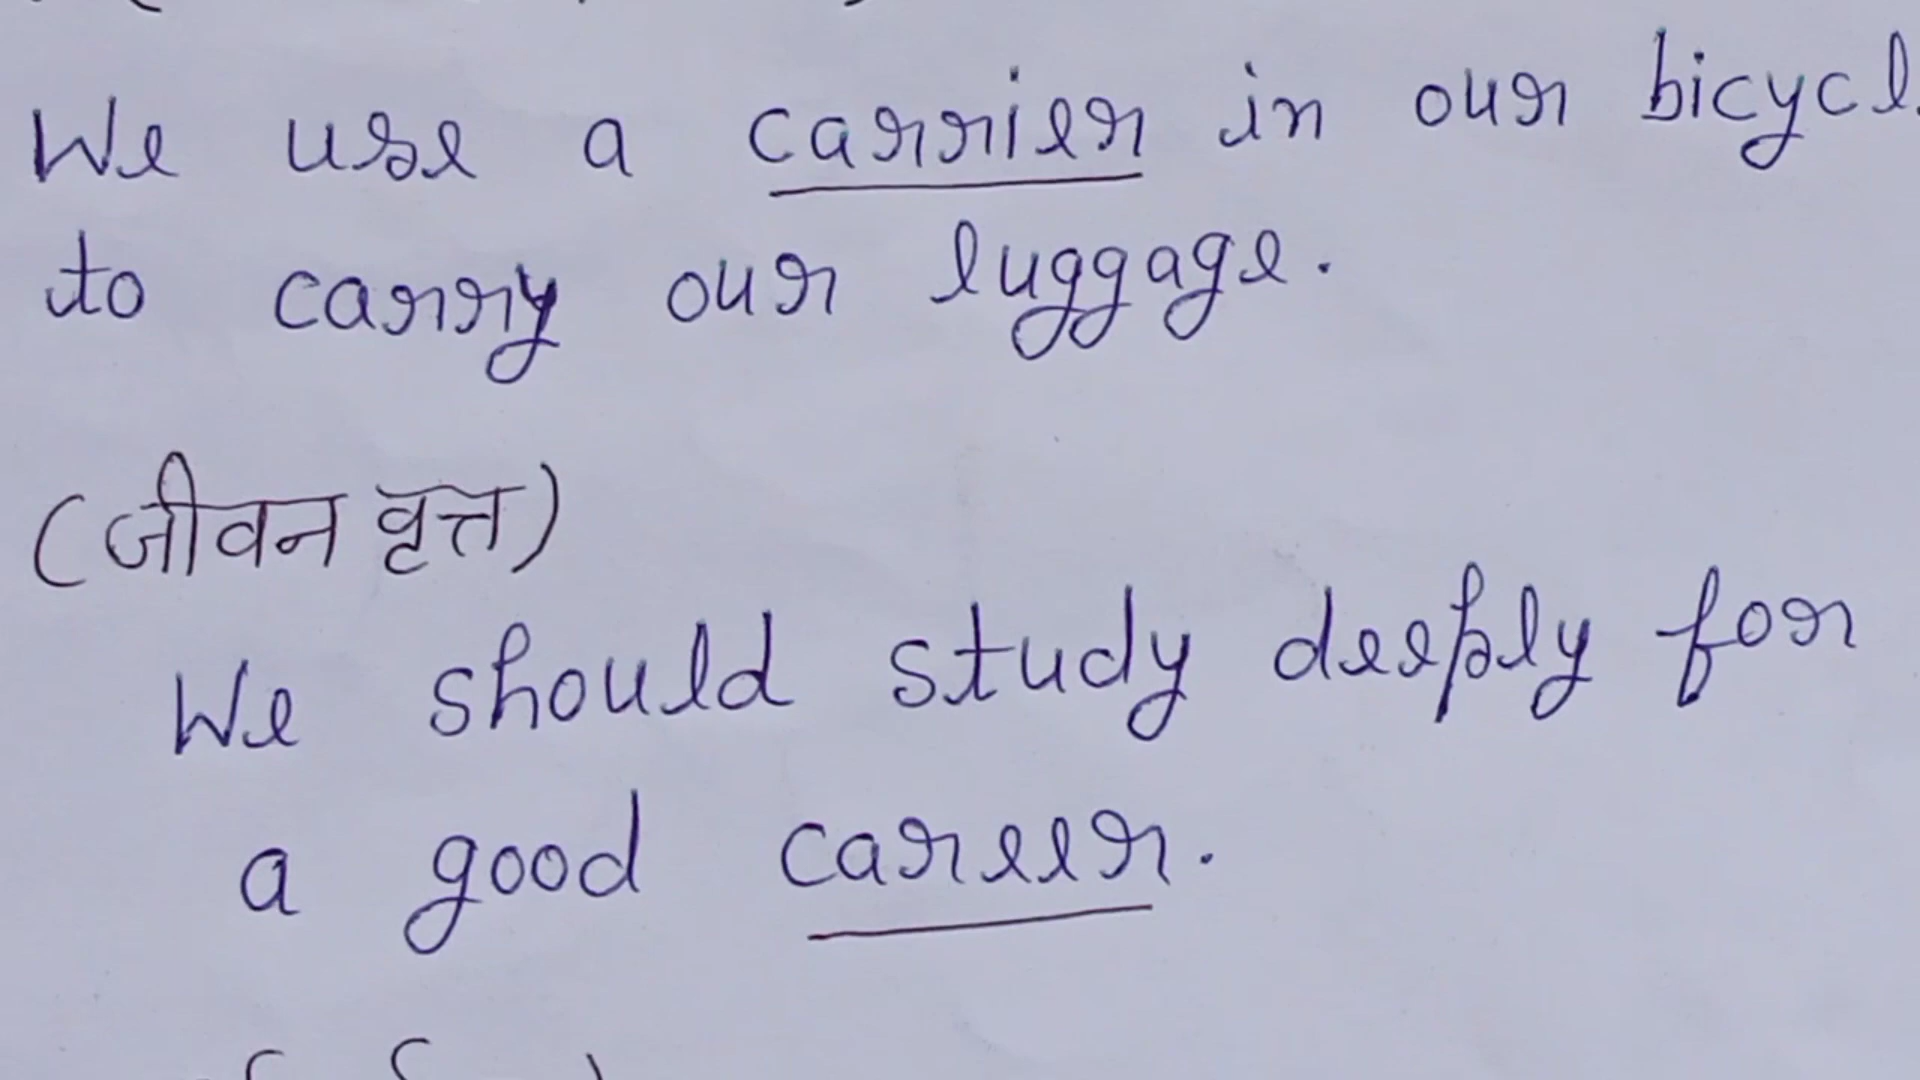 We use a carrier in our bicycl
to carry our luggage.
(जीवन वृत्त)
We should study deeply for
a good career.